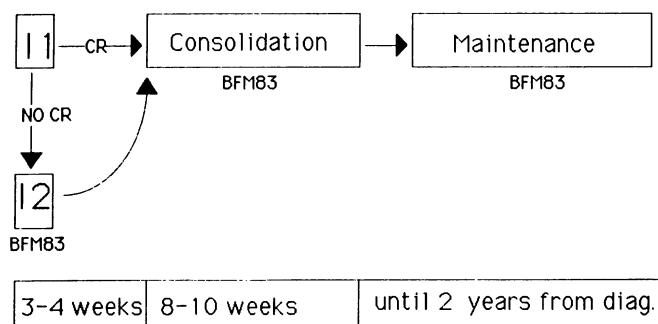 I1
CR
Consolidation
Maintenance
BFM83
BFM83
NO CR
I2
BFM83
3-4 weeks
8-10 weeks
until 2 years from diag.